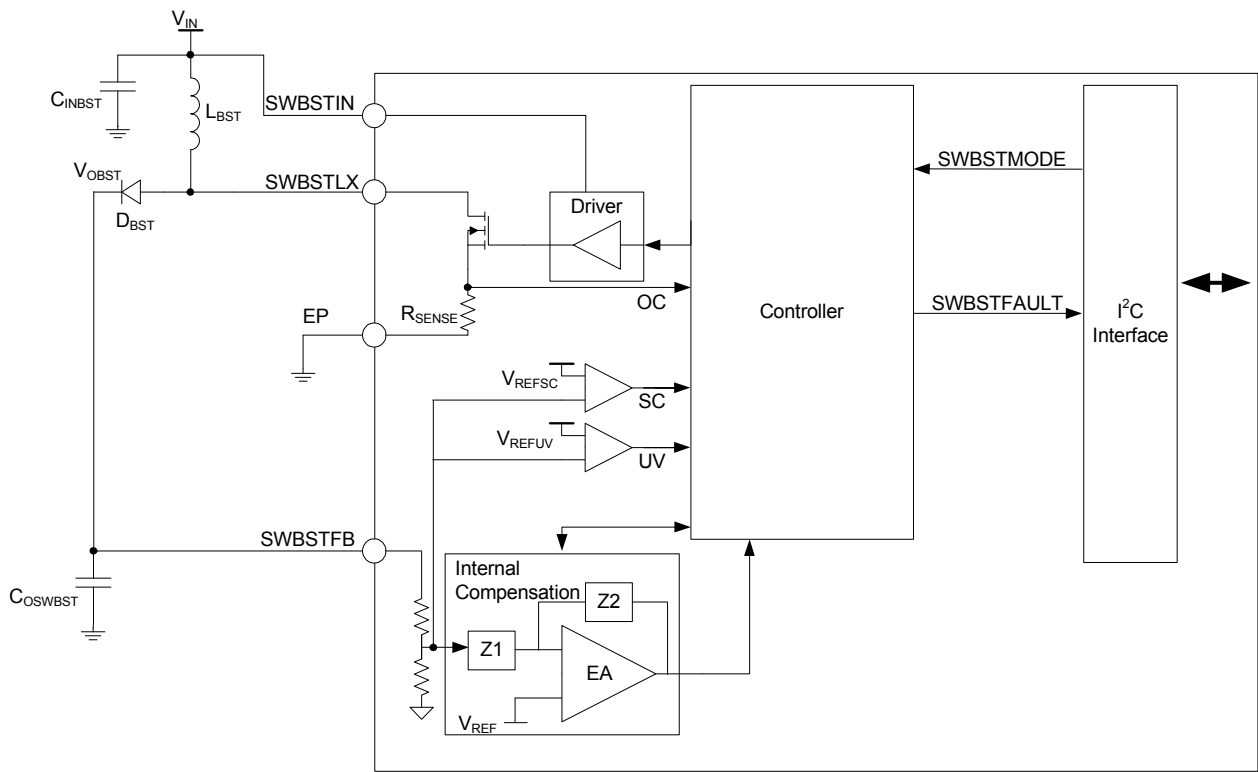 VIN
CINBST
LBST
SWBSTIN
VOBST
DBST
SWBSTLX
Driver
SWBSTMODE
OC
Controller
SWBSTFAULT
I2C
Interface
EP
RSENSE
VREFSC
SC
VREFUV
UV
SWBSTFB
COSWBST
Internal
Compensation
Z2
Z1
EA
VREF